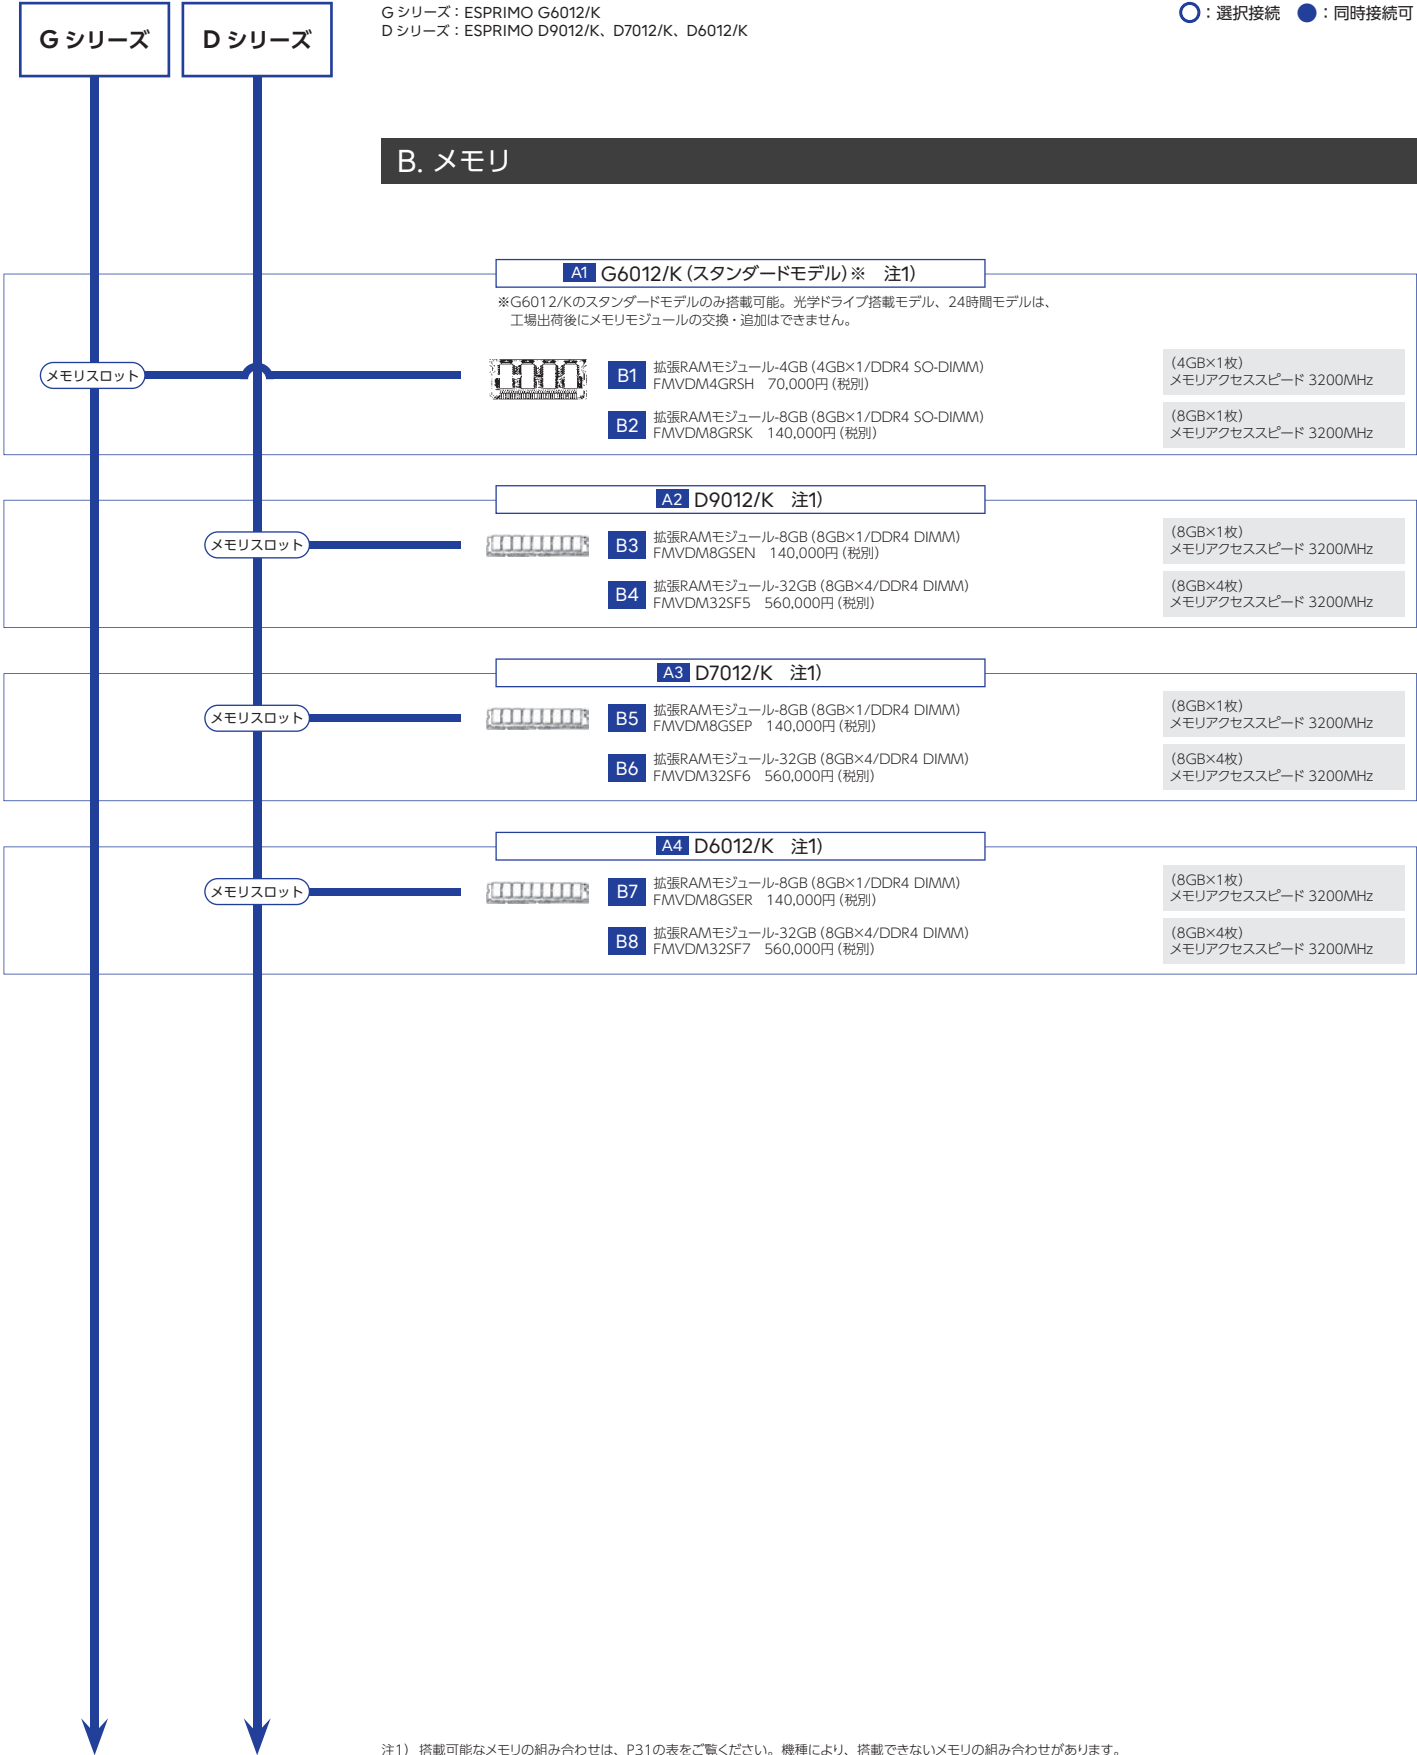 G シリーズ
D シリーズ
G シリーズ：ESPRIMO G6012/K
D シリーズ：ESPRIMO D9012/K、D7012/K、D6012/K
：選択接続　：同時接続可
B. メモリ
A1 G6012/K（スタンダードモデル）※　注1）
※G6012/Kのスタンダードモデルのみ搭載可能。光学ドライブ搭載モデル、24時間モデルは、
工場出荷後にメモリモジュールの交換・追加はできません。
メモリスロット
B1
拡張RAMモジュール-4GB（4GB×1/DDR4 SO-DIMM）
FMVDM4GRSH　70,000円（税別）
（4GB×1枚）
メモリアクセススピード 3200MHz
B2
拡張RAMモジュール-8GB（8GB×1/DDR4 SO-DIMM）
FMVDM8GRSK　140,000円（税別）
（8GB×1枚）
メモリアクセススピード 3200MHz
A2 D9012/K　注1）
メモリスロット
B3
拡張RAMモジュール-8GB（8GB×1/DDR4 DIMM）
FMVDM8GSEN　140,000円（税別）
（8GB×1枚）
メモリアクセススピード 3200MHz
B4
拡張RAMモジュール-32GB（8GB×4/DDR4 DIMM）
FMVDM32SF5　560,000円（税別）
（8GB×4枚）
メモリアクセススピード 3200MHz
A3 D7012/K　注1）
メモリスロット
B5
拡張RAMモジュール-8GB（8GB×1/DDR4 DIMM）
FMVDM8GSEP　140,000円（税別）
（8GB×1枚）
メモリアクセススピード 3200MHz
B6
拡張RAMモジュール-32GB（8GB×4/DDR4 DIMM）
FMVDM32SF6　560,000円（税別）
（8GB×4枚）
メモリアクセススピード 3200MHz
A4 D6012/K　注1）
メモリスロット
B7
拡張RAMモジュール-8GB（8GB×1/DDR4 DIMM）
FMVDM8GSER　140,000円（税別）
（8GB×1枚）
メモリアクセススピード 3200MHz
B8
拡張RAMモジュール-32GB（8GB×4/DDR4 DIMM）
FMVDM32SF7　560,000円（税別）
（8GB×4枚）
メモリアクセススピード 3200MHz
注1） 搭載可能なメモリの組み合わせは、P31の表をご覧ください。機種により、搭載できないメモリの組み合わせがあります。